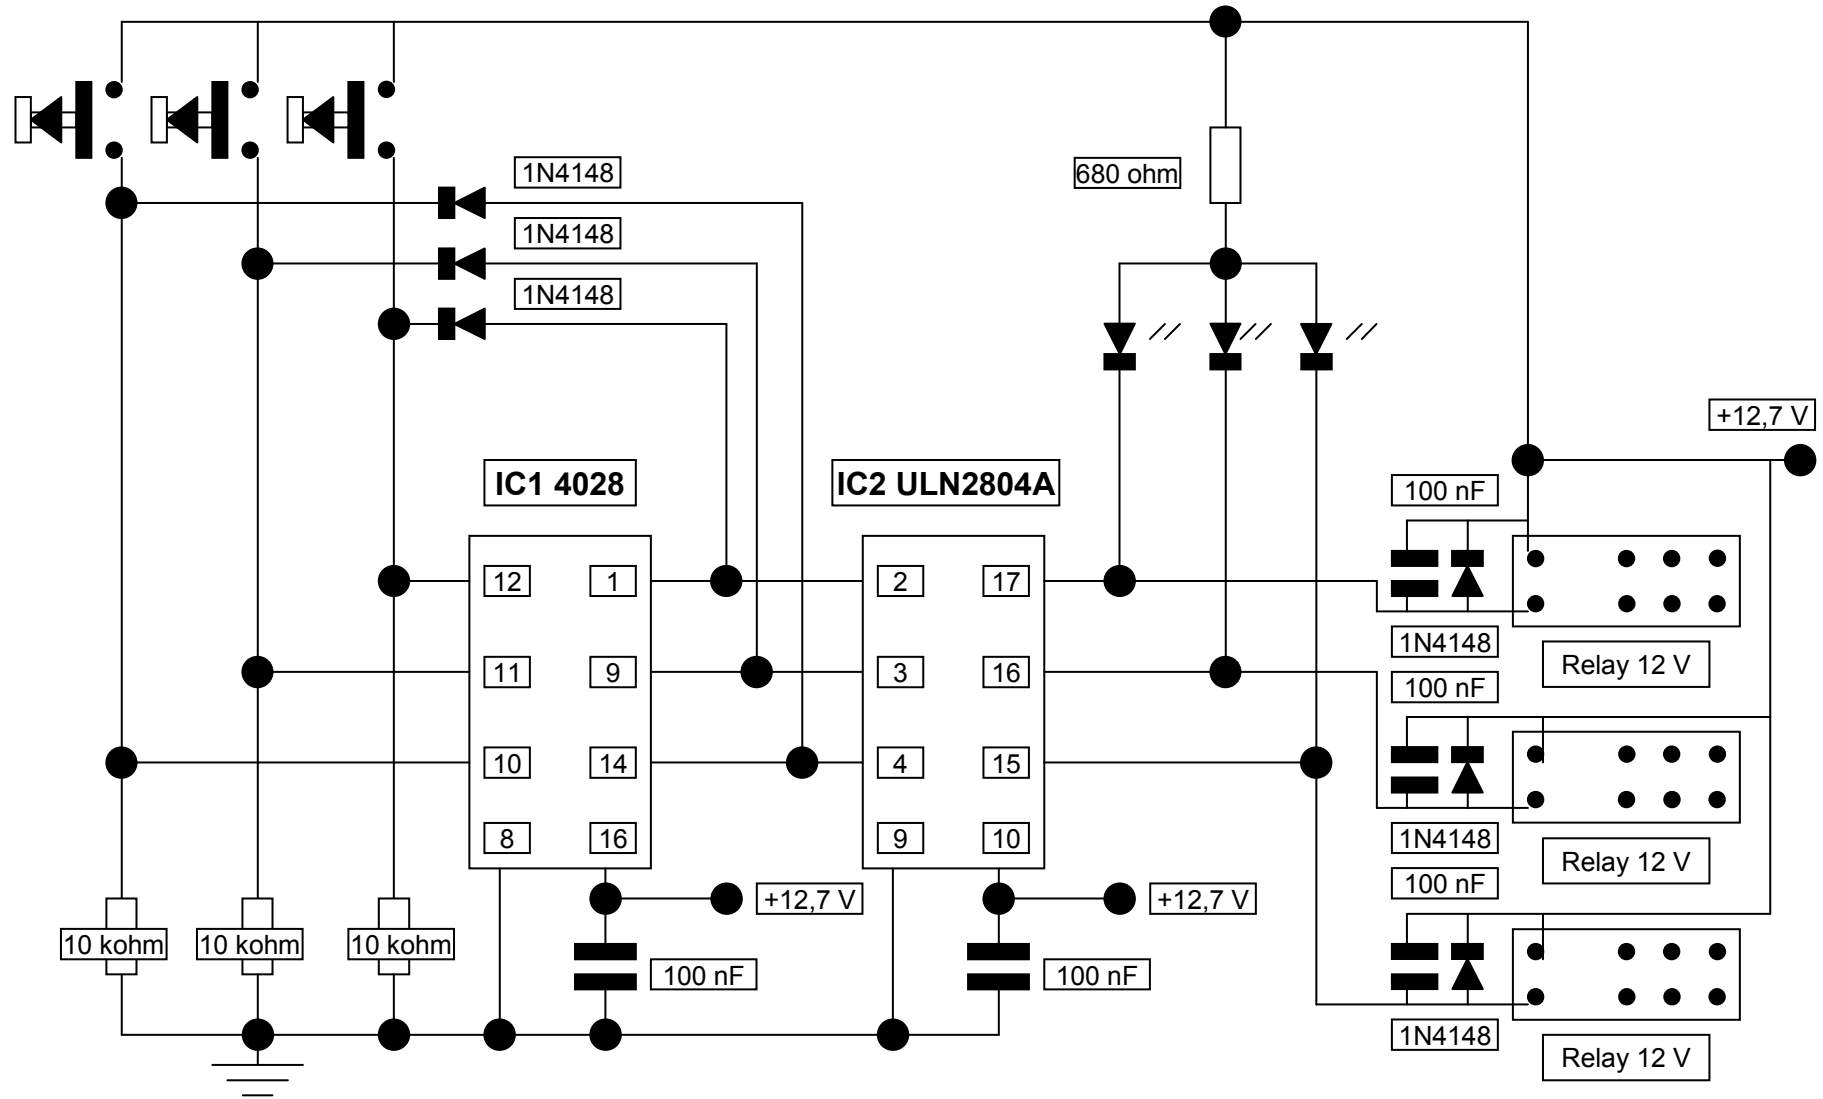 1N4148
680 ohm
1N4148
1N4148
+12,7 V
IC1 4028
IC2 ULN2804A
100 nF
12
1
2
17
1N4148
Relay 12 V
11
9
3
16
100 nF
10
14
4
15
8
16
9
10
1N4148
Relay 12 V
100 nF
+12,7 V
+12,7 V
10 kohm
10 kohm
10 kohm
100 nF
100 nF
1N4148
Relay 12 V